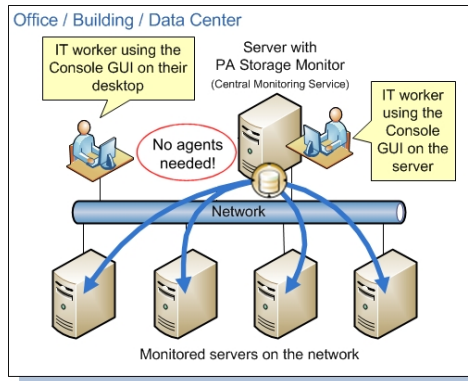 Office / Building / Data Center
IT worker using the
Console GUI on their
desktop
Server with
PA Storage Monitor
(Central Monitoring Service)
IT worker
using the
Console
GUI on the
server
No agents
needed!
Network
Monitored servers on the network